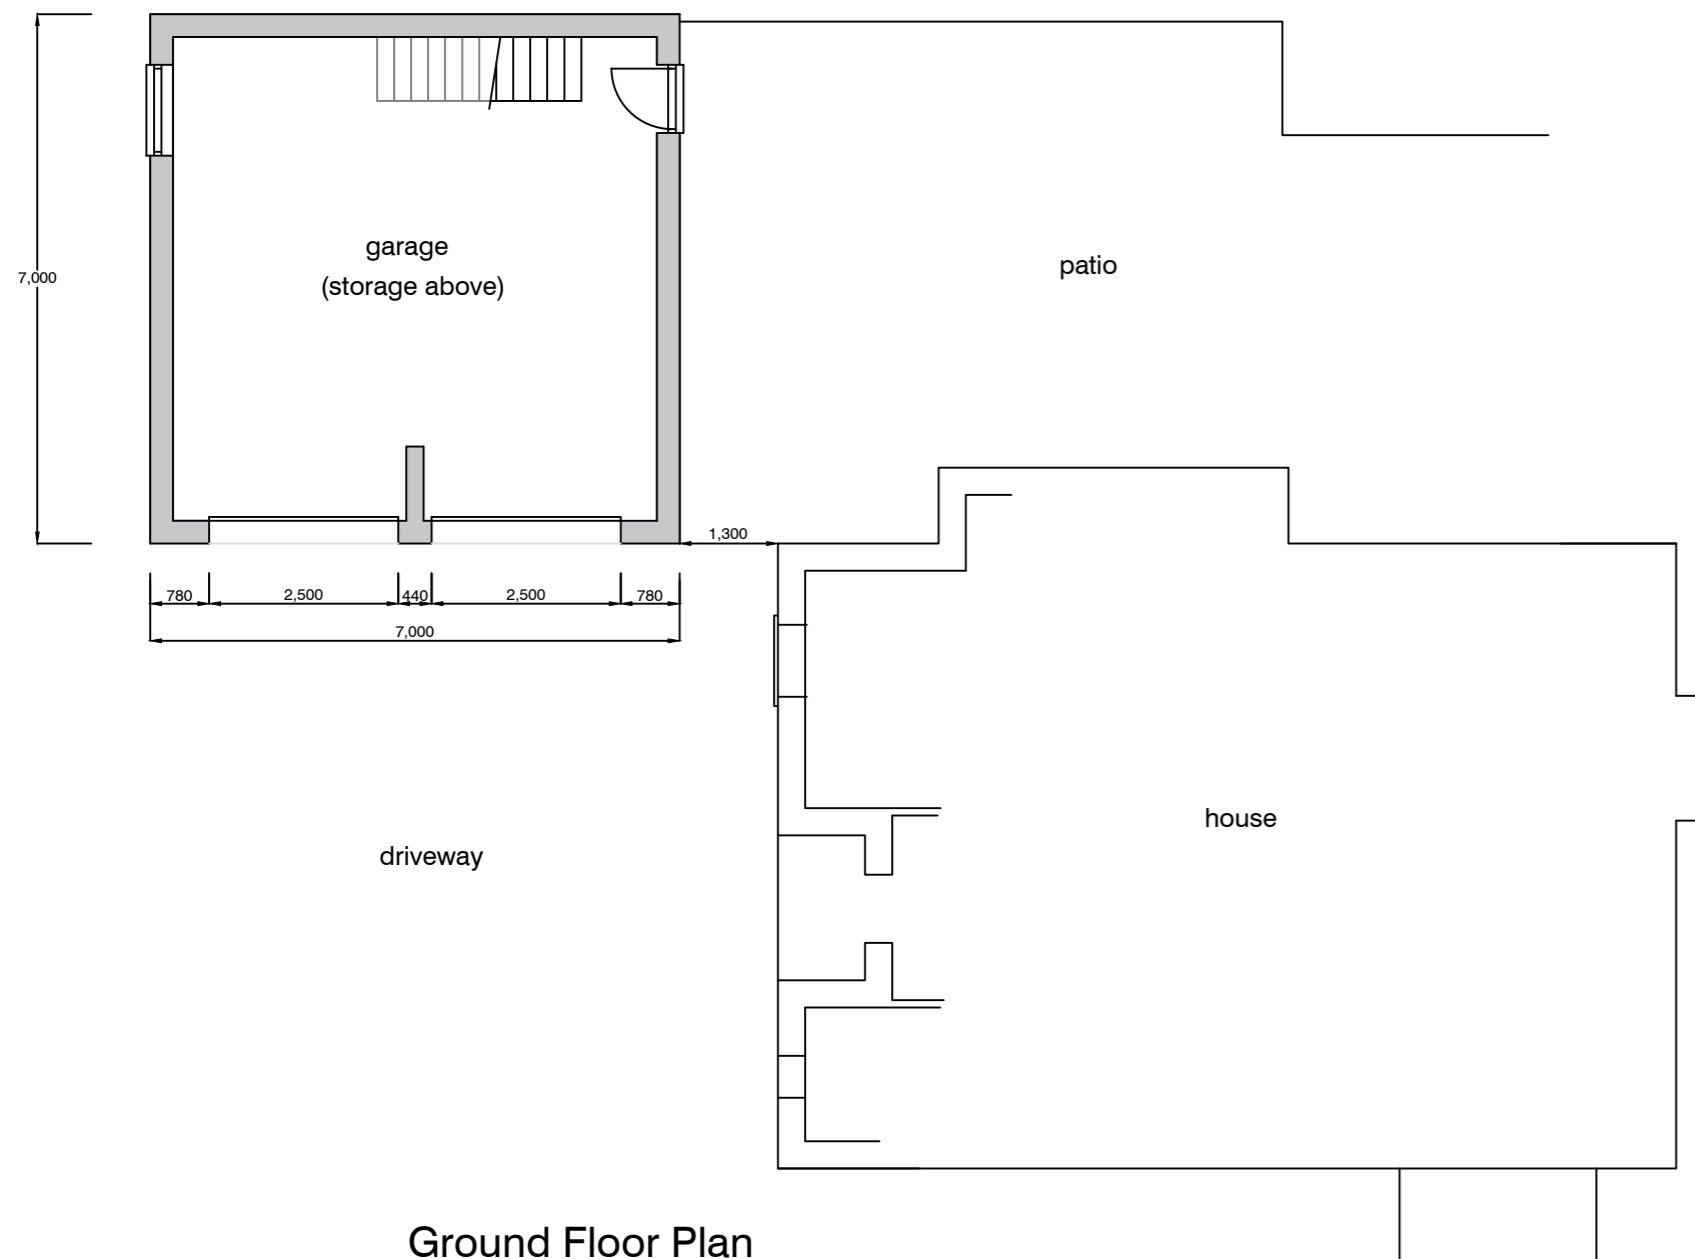 garage
(storage above)
patio
7,000
1,300
780
2,500
440
2,500
780
7,000
house
driveway
Ground Floor Plan